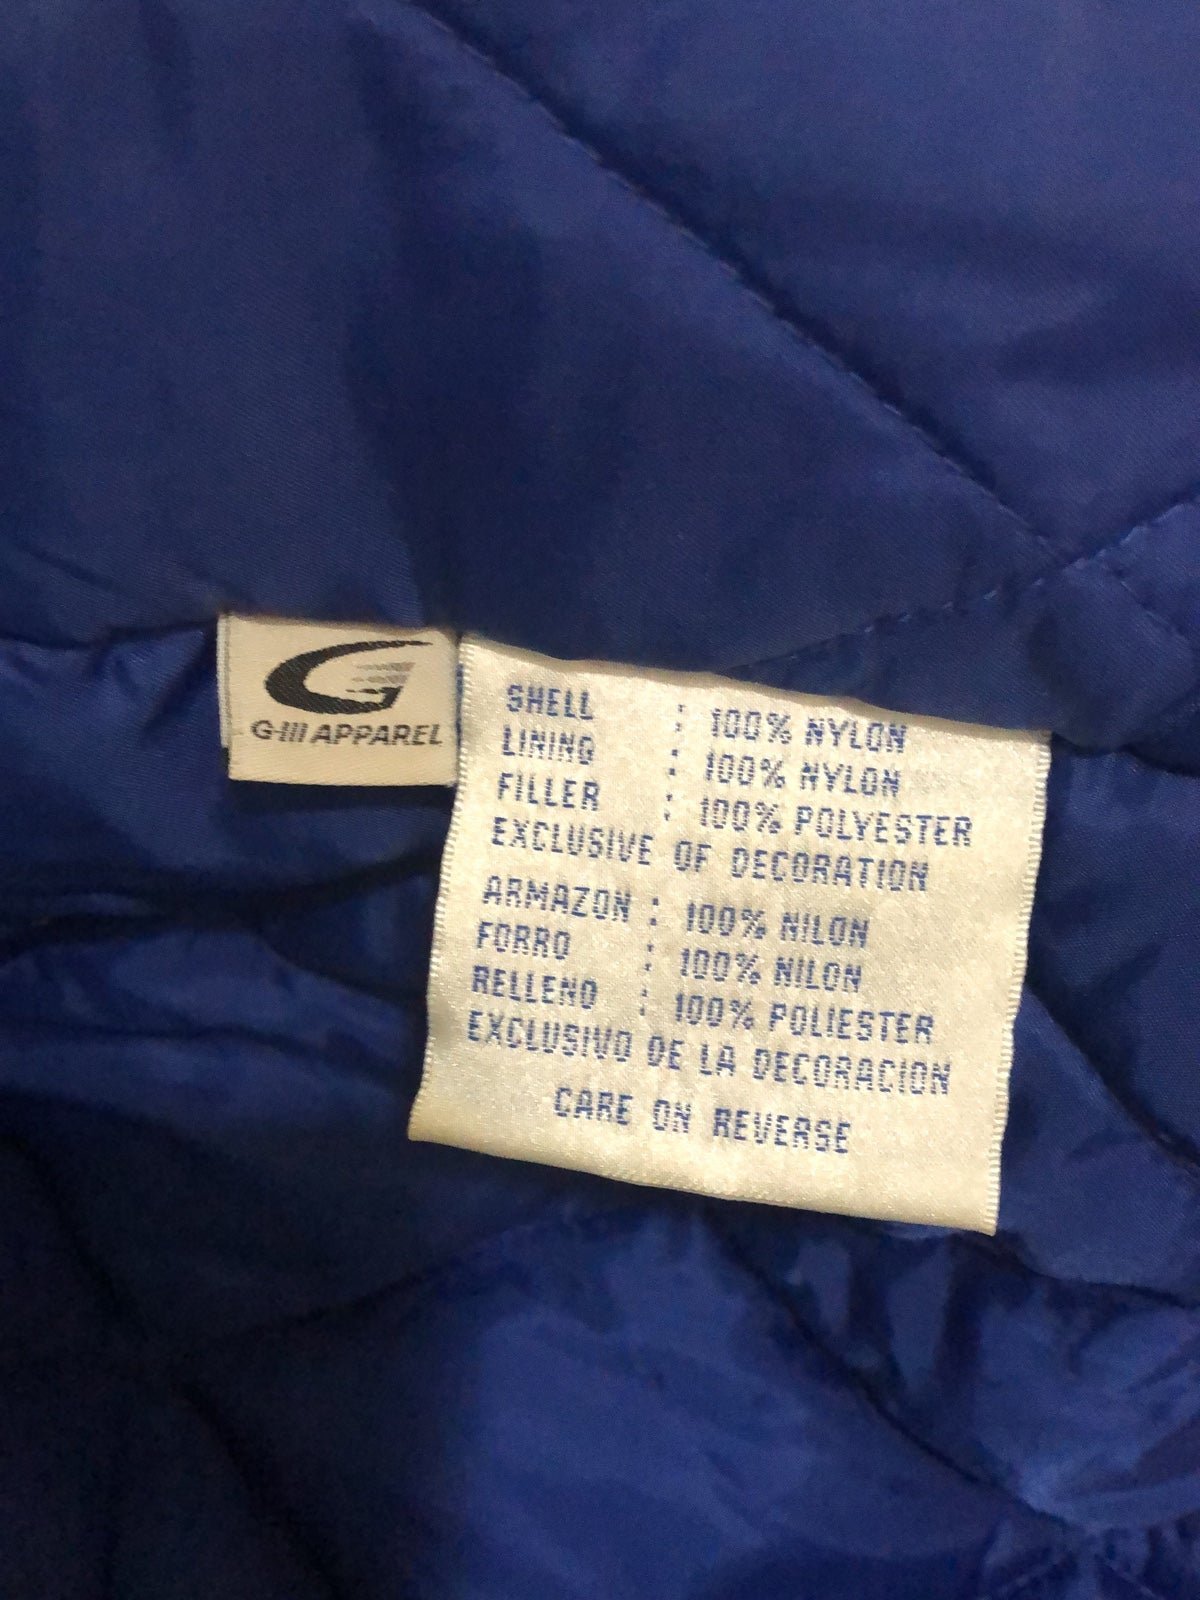 G-III APPAREL
SHELL : 100% NYLON
LINING : 100% NYLON
FILLER : 100% POLYESTER
EXCLUSIVE OF DECORATION
ARMAZON : 100% NILON
FORRO : 100% NILON
RELLENO : 100% POLIESTER
EXCLUSIVO DE LA DECORACION
CARE ON REVERSE